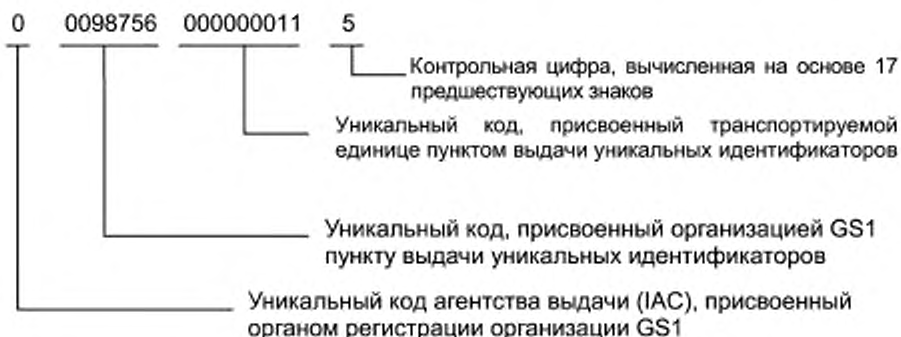 0 0098756 000000011 5
Контрольная цифра, вычисленная на основе 17
предшествующих знаков
Уникальный код, присвоенный транспортируемой
единице пунктом выдачи уникальных идентификаторов
Уникальный код, присвоенный организацией GS1
пункту выдачи уникальных идентификаторов
Уникальный код агентства выдачи (IAC), присвоенный
органом регистрации организации GS1